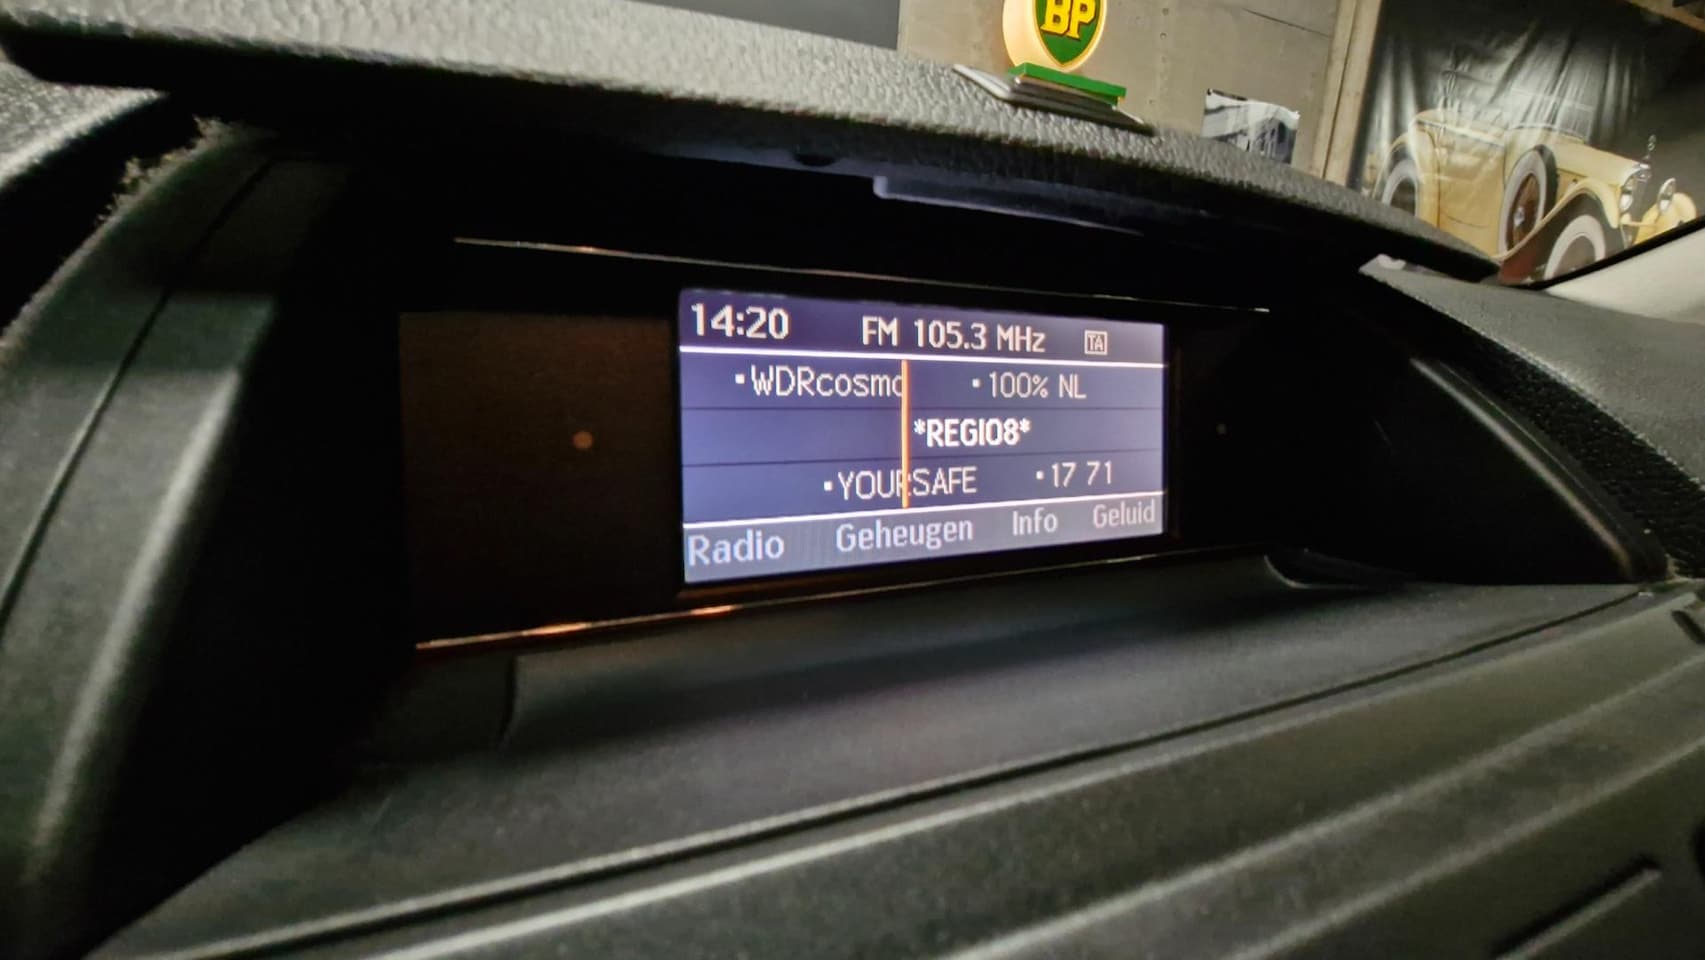 BP
14:20 FM 105.3 MHz TA
•WDRcosmo •100% NL
*REGIO8*
•YOURSAFE •17 71
Radio Geheugen Info Geluid